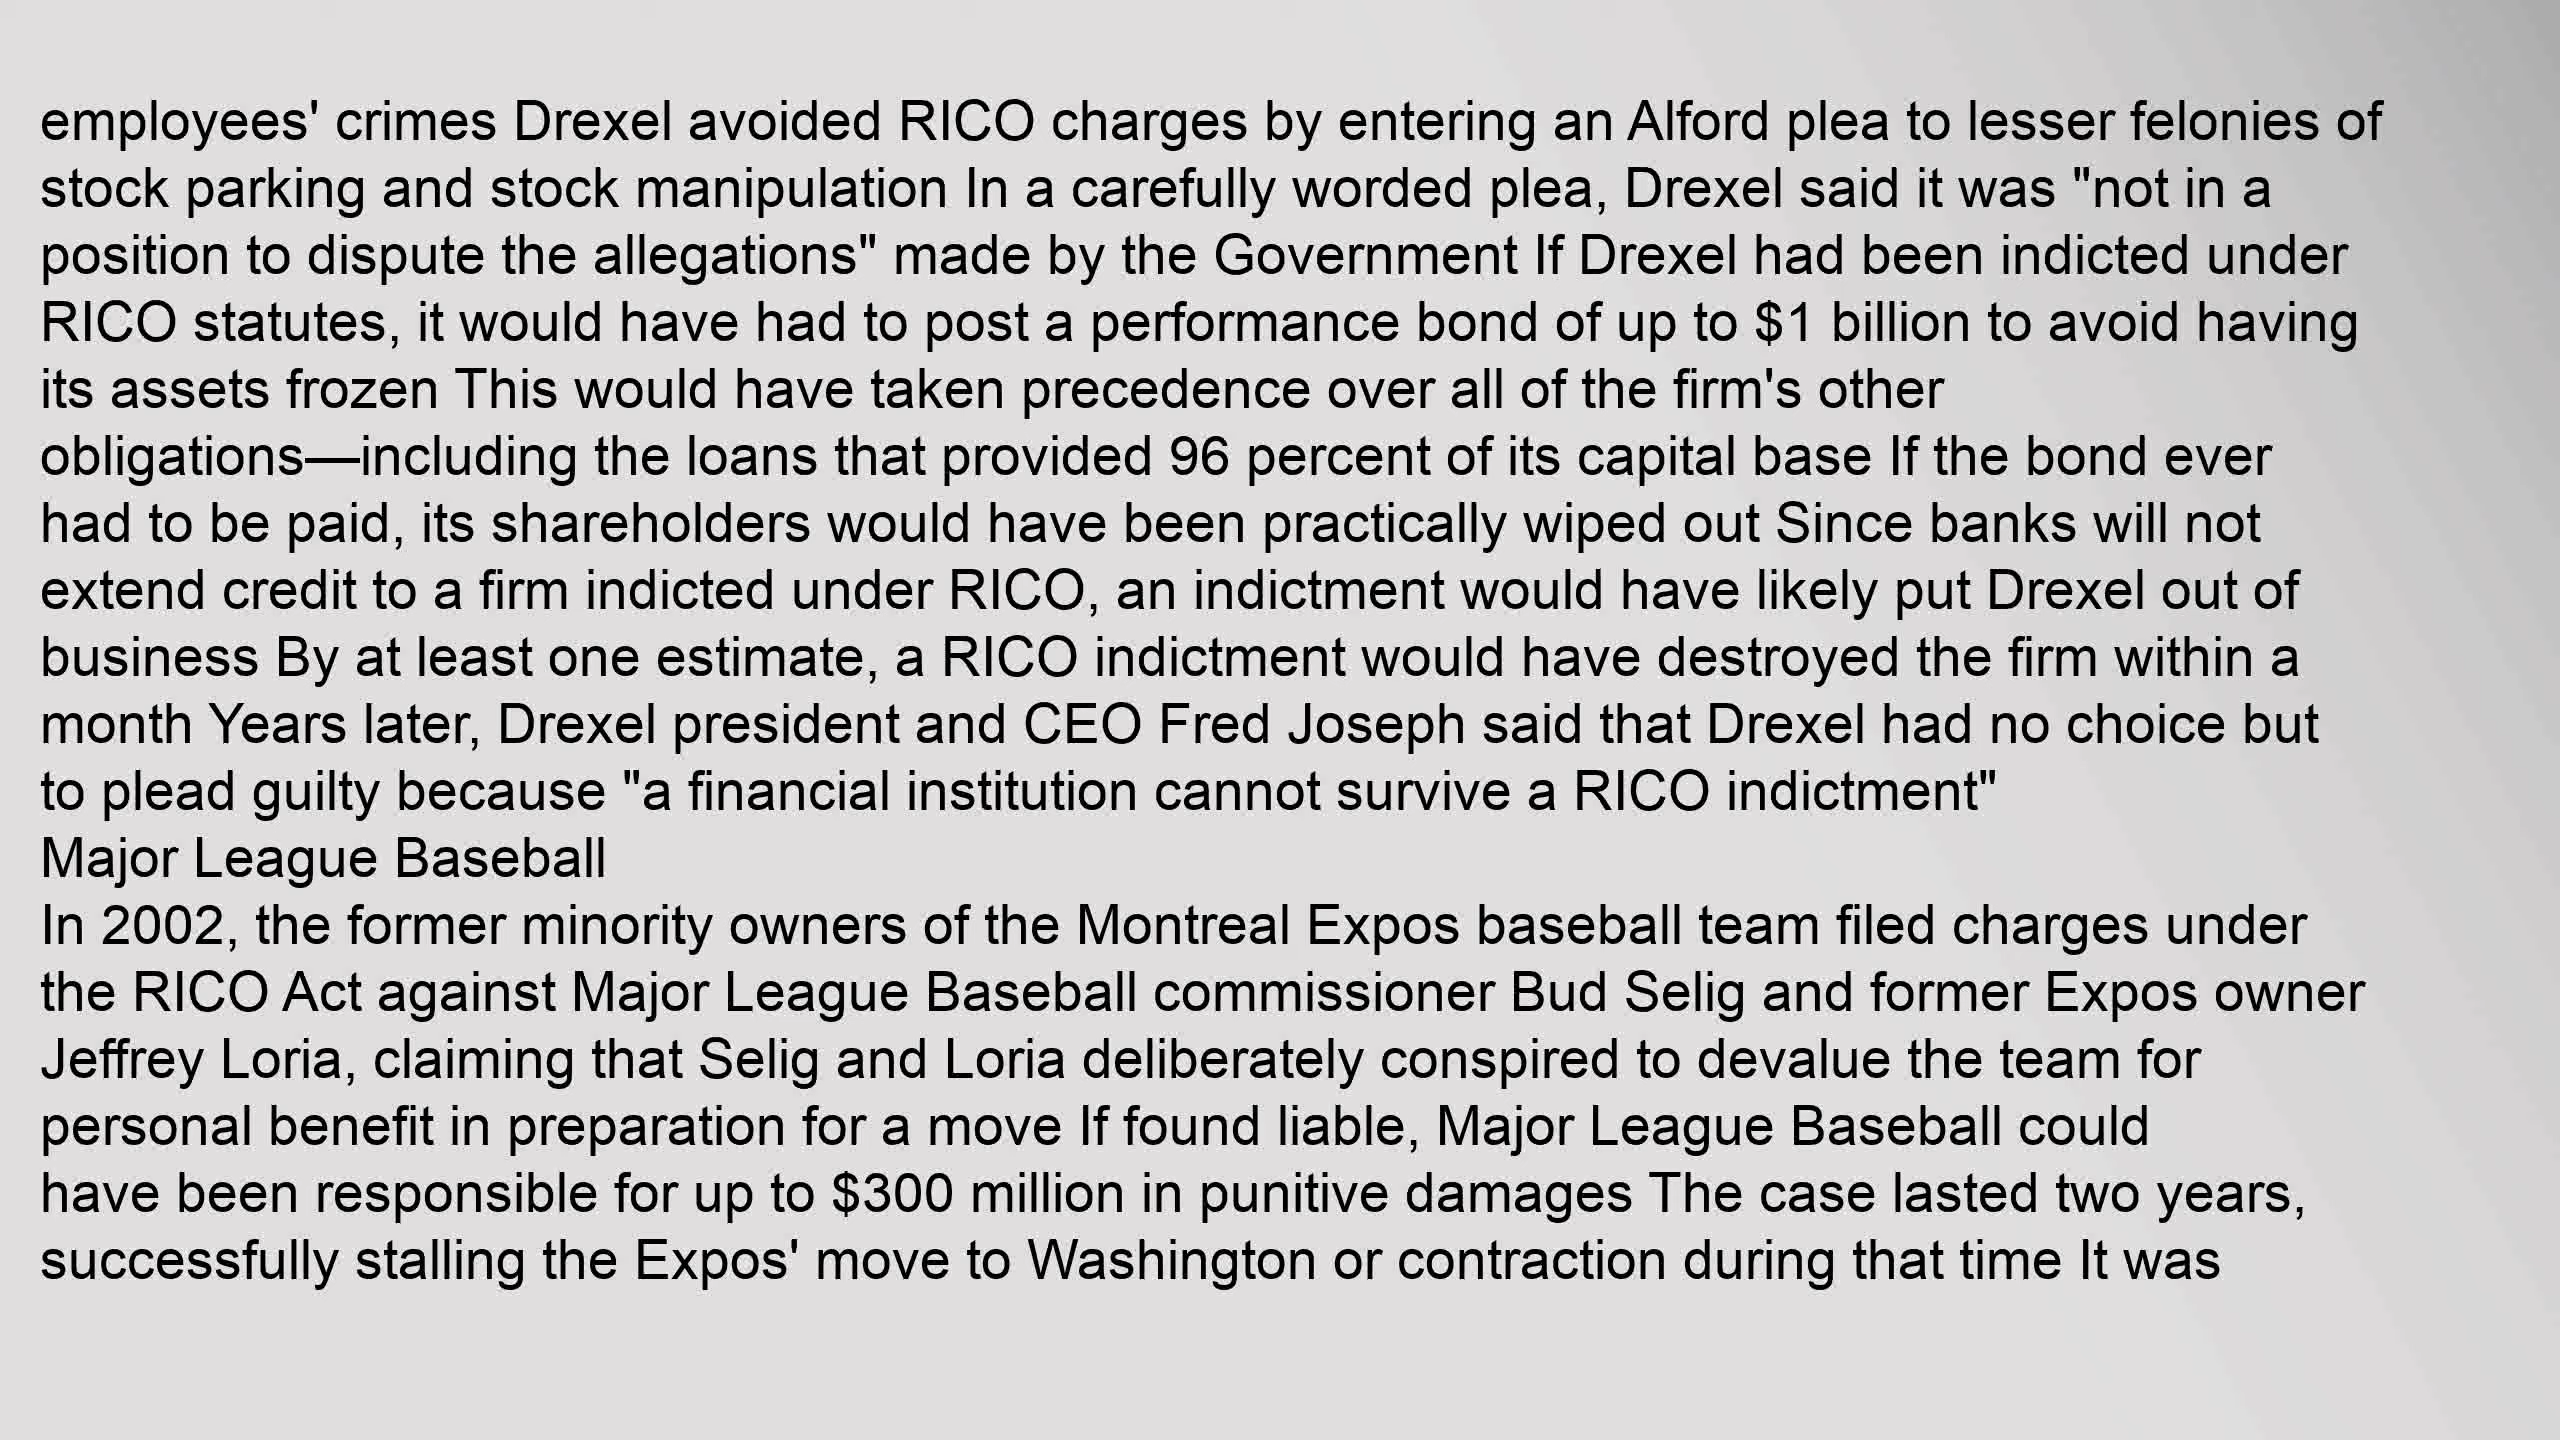 employees' crimes Drexel avoided RICO charges by entering an Alford plea to lesser felonies of
stock parking and stock manipulation In a carefully worded plea, Drexel said it was "not in a
position to dispute the allegations" made by the Government If Drexel had been indicted under
RICO statutes, it would have had to post a performance bond of up to $1 billion to avoid having
its assets frozen This would have taken precedence over all of the firm's other
obligations—including the loans that provided 96 percent of its capital base If the bond ever
had to be paid, its shareholders would have been practically wiped out Since banks will not
extend credit to a firm indicted under RICO, an indictment would have likely put Drexel out of
business By at least one estimate, a RICO indictment would have destroyed the firm within a
month Years later, Drexel president and CEO Fred Joseph said that Drexel had no choice but
to plead guilty because "a financial institution cannot survive a RICO indictment"
Major League Baseball
In 2002, the former minority owners of the Montreal Expos baseball team filed charges under
the RICO Act against Major League Baseball commissioner Bud Selig and former Expos owner
Jeffrey Loria, claiming that Selig and Loria deliberately conspired to devalue the team for
personal benefit in preparation for a move If found liable, Major League Baseball could
have been responsible for up to $300 million in punitive damages The case lasted two years,
successfully stalling the Expos' move to Washington or contraction during that time It was